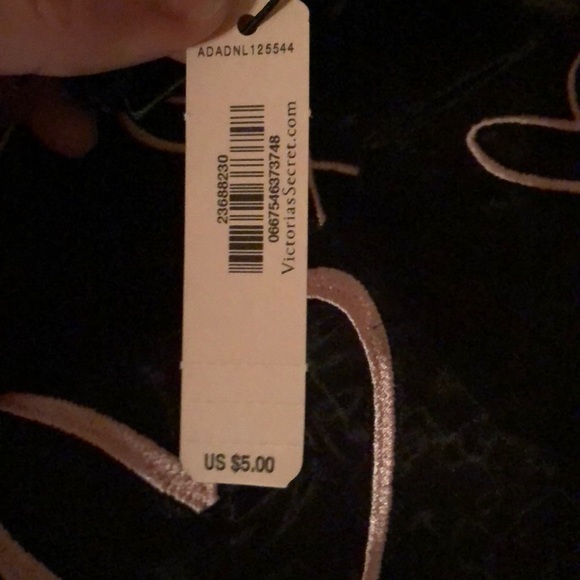 ADADNL125544
23688230
0667546373748
VictoriasSecret.com
US $5.00